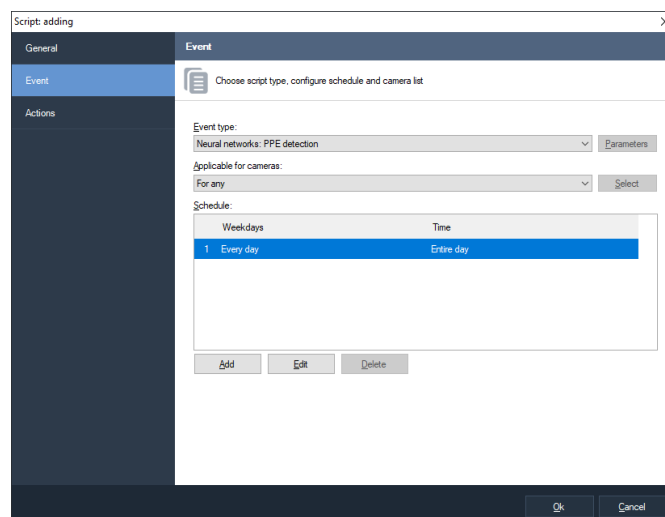 Script: adding
General
Event
Actions
Event
Choose script type, configure schedule and camera list
Event type:
Neural networks: PPE detection
Parameters
Applicable for cameras:
For any
Select
Schedule:
Weekdays Time
1 Every day Entire day
Add Edit Delete
Ok Cancel